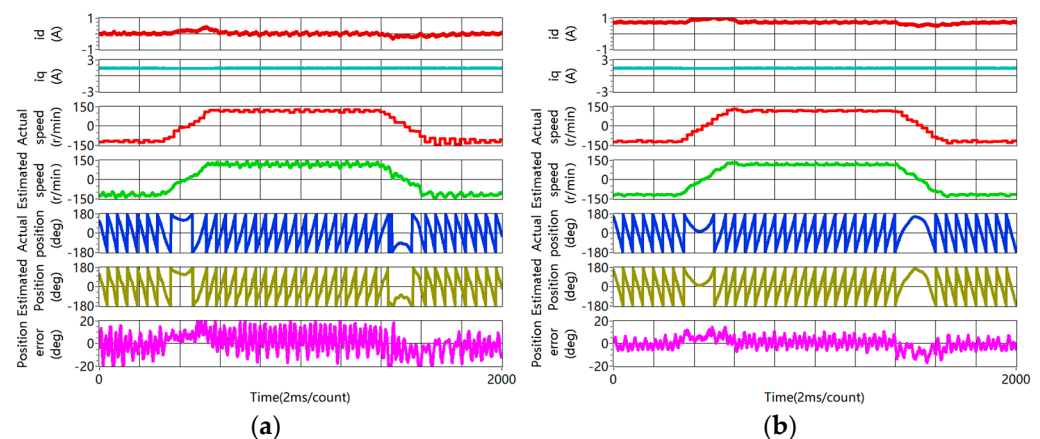 id (A) 1 -1
iq (A) 3 -3
Actual speed (r/min) 150 0 -150
Estimated speed (r/min) 150 0 -150
Actual position (deg) 180 0 -180
Estimated Position (deg) 180 0 -180
Position error (deg) 20 0 -20
0 2000
Time(2ms/count)
(a)
id (A) 1 -1
iq (A) 3 -3
Actual speed (r/min) 150 0 -150
Estimated speed (r/min) 150 0 -150
Actual position (deg) 180 0 -180
Estimated Position (deg) 180 0 -180
Position error (deg) 20 0 -20
0 2000
Time(2ms/count)
(b)